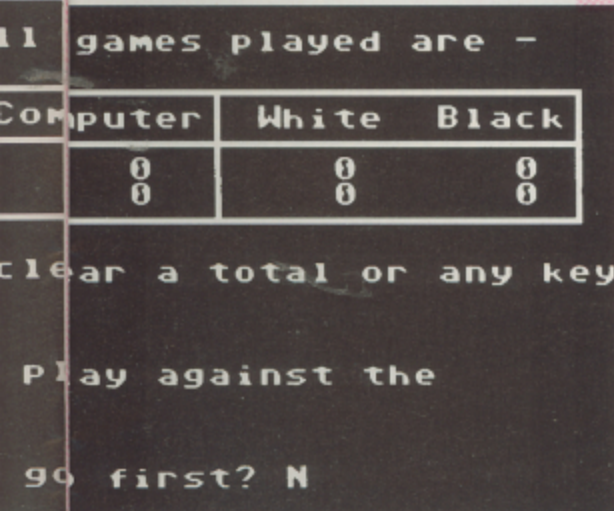 ll games played are -
Computer White Black
0 0 0
0 0 0
clear a total or any key
Play against the
go first? N